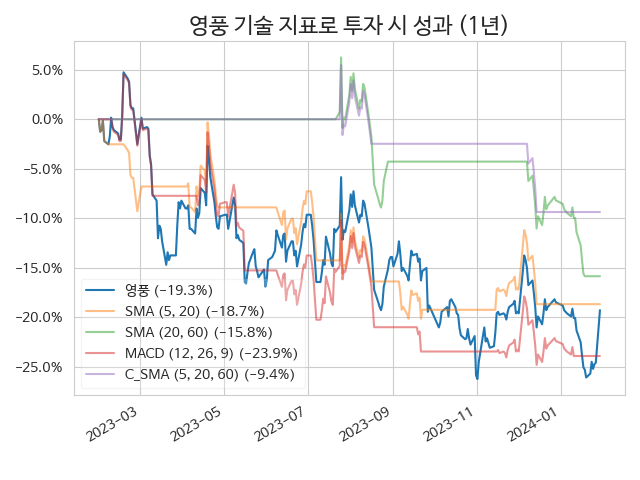 영풍 기술 지표로 투자 시 성과 (1년)
5.0%
0.0%
−5.0%
−10.0%
−15.0%
−20.0%
−25.0%
영풍 (−19.3%)
SMA (5, 20) (−18.7%)
SMA (20, 60) (−15.8%)
MACD (12, 26, 9) (−23.9%)
C_SMA (5, 20, 60) (−9.4%)
2023−03
2023−05
2023−07
2023−09
2023−11
2024−01